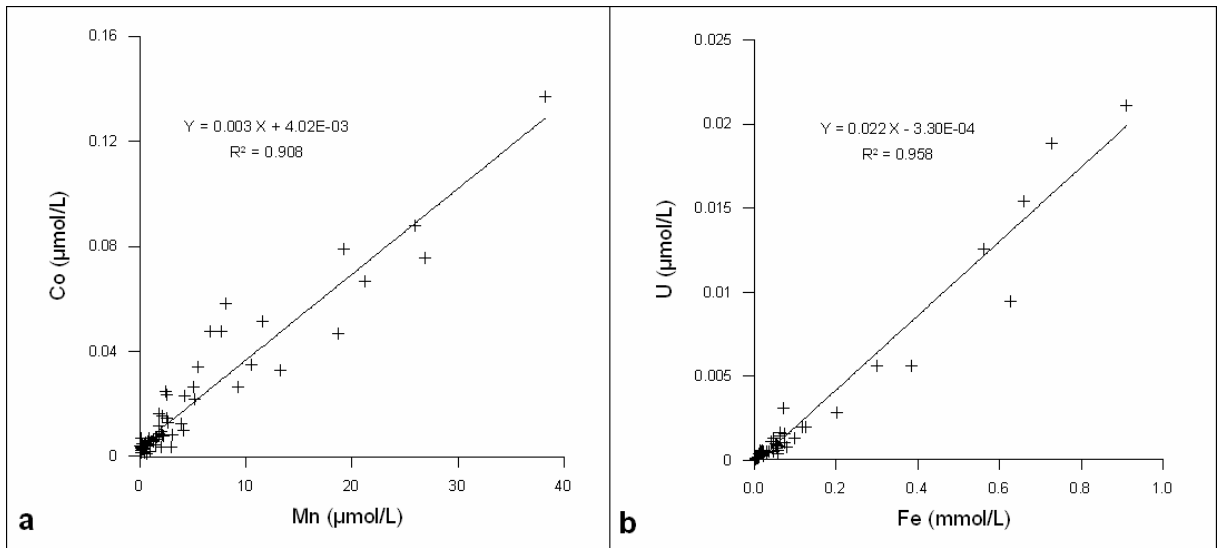 0.16
0.12
0.08
0.04
0
Co (µmol/L)
Y = 0.003 X + 4.02E-03
R² = 0.908
0
10
20
30
40
Mn (µmol/L)
a
0.025
0.02
0.015
0.01
0.005
0
U (µmol/L)
Y = 0.022 X - 3.30E-04
R² = 0.958
0.0
0.2
0.4
0.6
0.8
1.0
Fe (mmol/L)
b